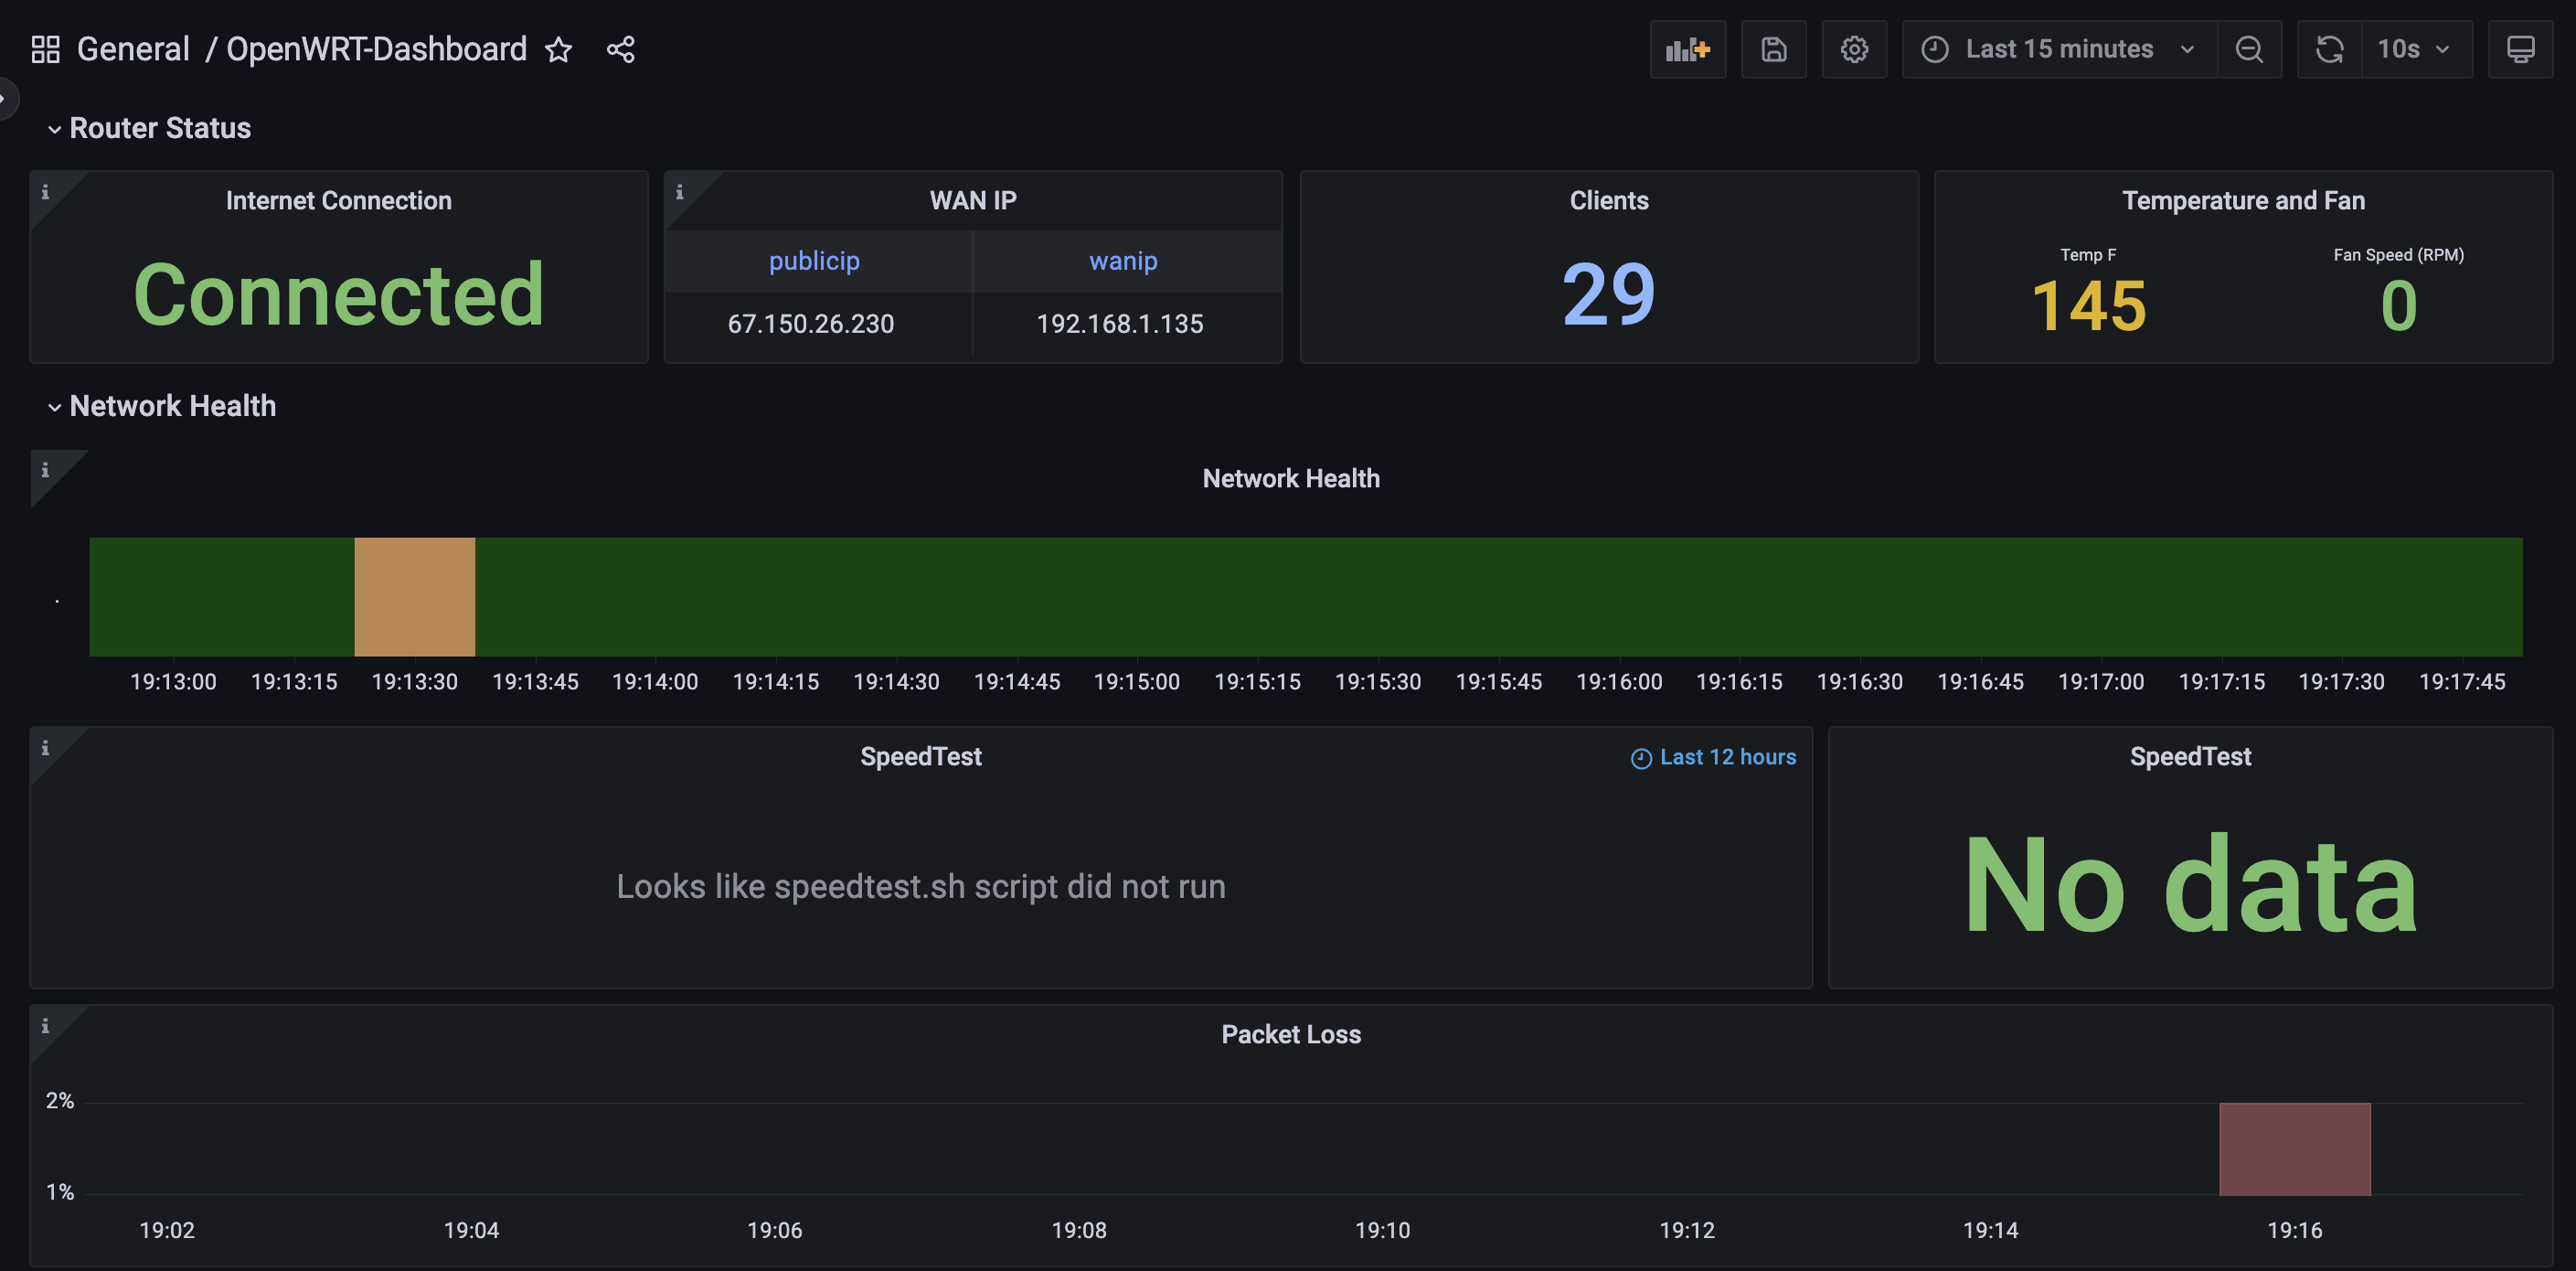 General / OpenWRT-Dashboard
Last 15 minutes
10s
Router Status
Internet Connection
Connected
WAN IP
publicip wanip
67.150.26.230 192.168.1.135
Clients
29
Temperature and Fan
Temp F Fan Speed (RPM)
145 0
Network Health
Network Health
19:13:00 19:13:15 19:13:30 19:13:45 19:14:00 19:14:15 19:14:30 19:14:45 19:15:00 19:15:15 19:15:30 19:15:45 19:16:00 19:16:15 19:16:30 19:16:45 19:17:00 19:17:15 19:17:30 19:17:45
SpeedTest
Last 12 hours
Looks like speedtest.sh script did not run
SpeedTest
No data
Packet Loss
2%
1%
19:02 19:04 19:06 19:08 19:10 19:12 19:14 19:16